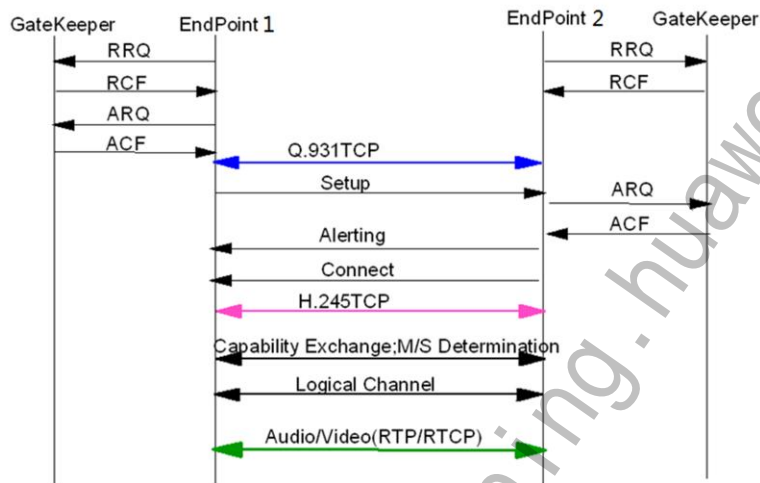 GateKeeper EndPoint 1 EndPoint 2 GateKeeper
RRQ RRQ
RCF RCF
ARQ
ACF
Q.931TCP
Setup
ARQ
ACF
Alerting
Connect
H.245TCP
Capability Exchange;M/S Determination
Logical Channel
Audio/Video(RTP/RTCP)